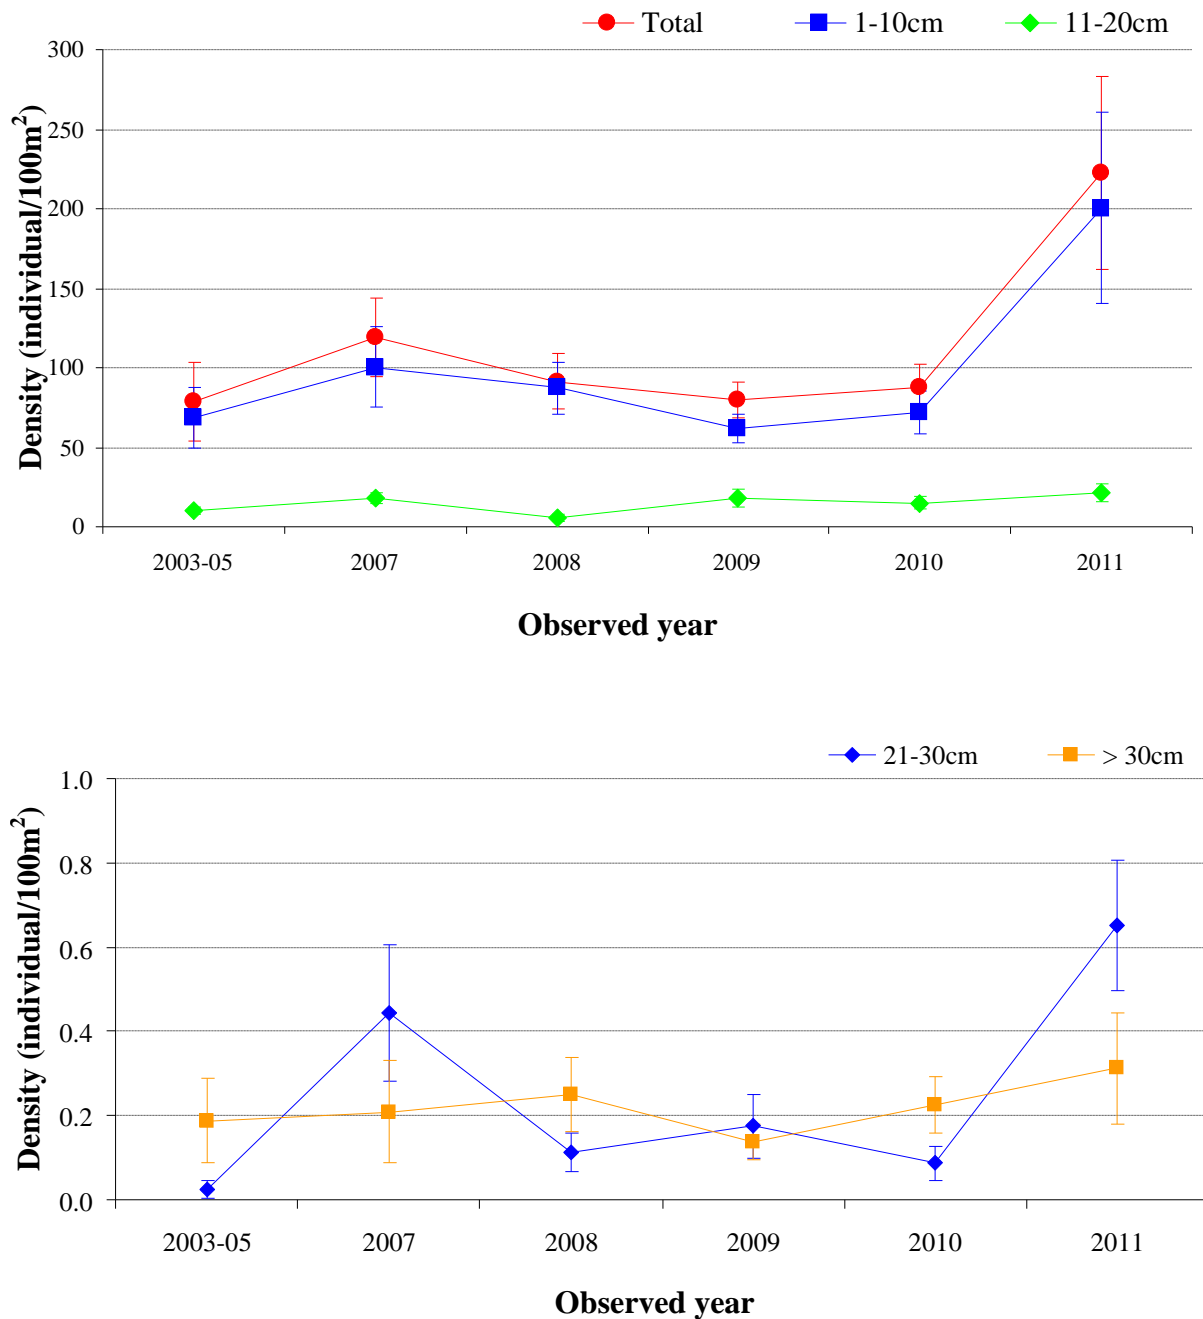 Total 1-10cm 11-20cm
300
250
200
150
100
50
0
Density (individual/100m²)
2003-05 2007 2008 2009 2010 2011
Observed year
21-30cm > 30cm
1.0
0.8
0.6
0.4
0.2
0.0
Density (individual/100m²)
2003-05 2007 2008 2009 2010 2011
Observed year